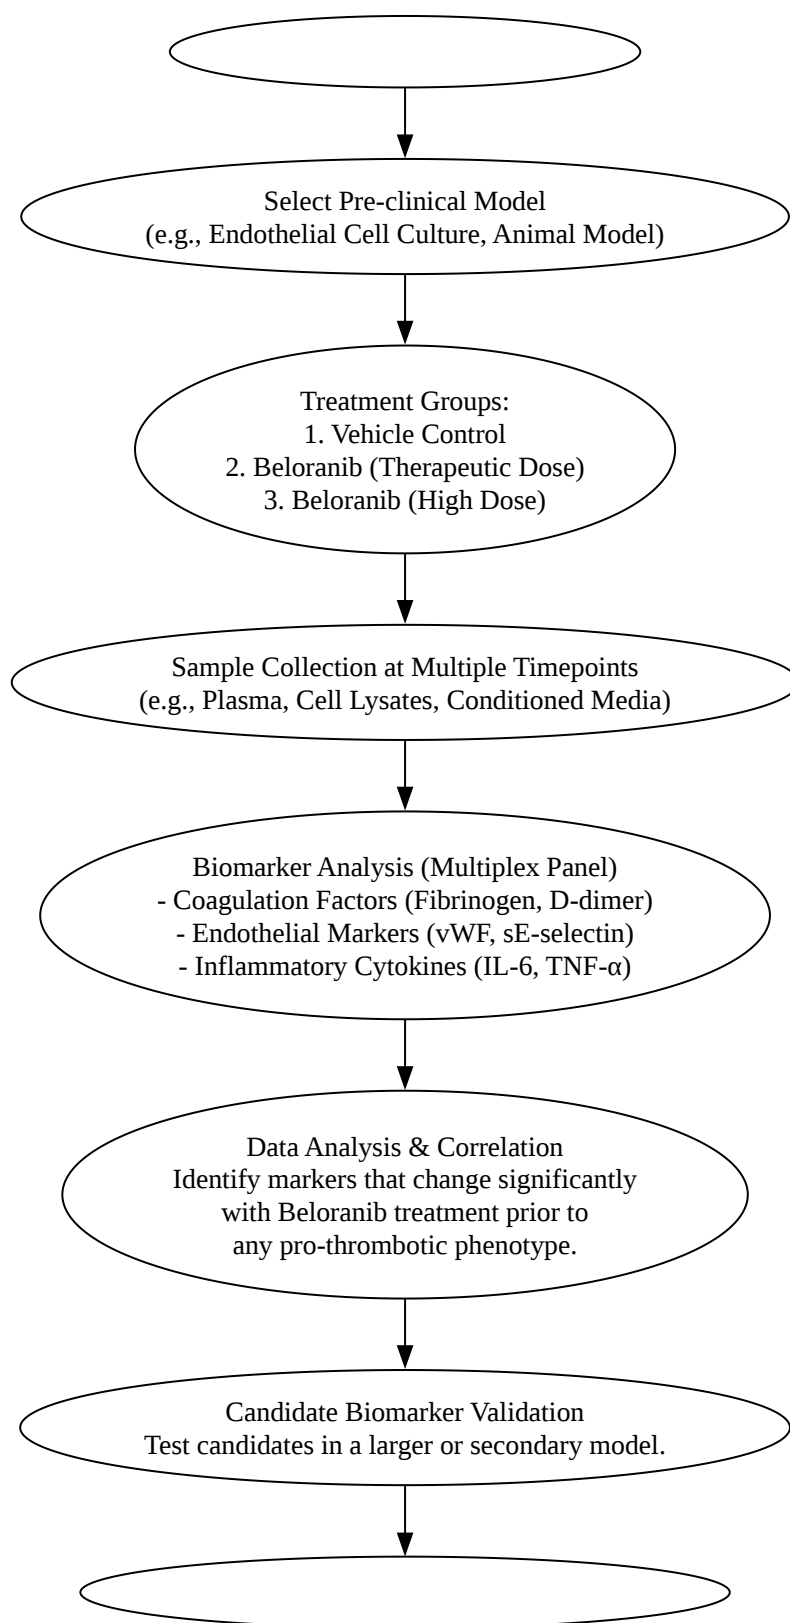 Select Pre-clinical Model
(e.g., Endothelial Cell Culture, Animal Model)
Treatment Groups:
1. Vehicle Control
2. Beloranib (Therapeutic Dose)
3. Beloranib (High Dose)
Sample Collection at Multiple Timepoints
(e.g., Plasma, Cell Lysates, Conditioned Media)
Biomarker Analysis (Multiplex Panel)
- Coagulation Factors (Fibrinogen, D-dimer)
- Endothelial Markers (vWF, sE-selectin)
- Inflammatory Cytokines (IL-6, TNF-α)
Data Analysis & Correlation
Identify markers that change significantly
with Beloranib treatment prior to
any pro-thrombotic phenotype.
Candidate Biomarker Validation
Test candidates in a larger or secondary model.